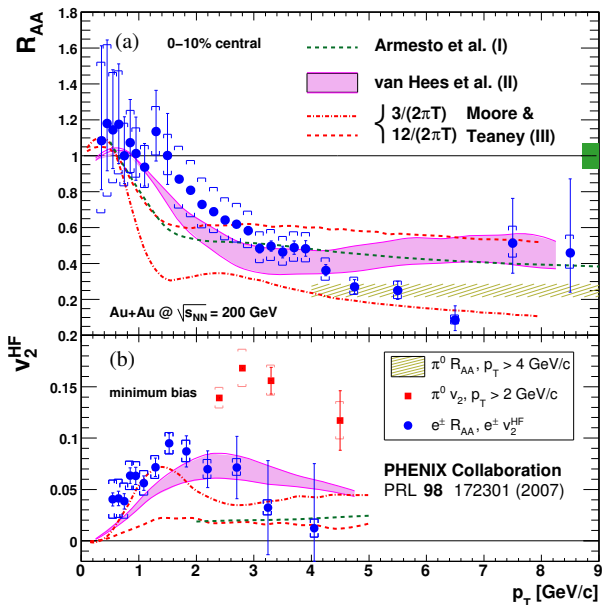 R_AA
1.8
1.6
1.4
1.2
1
0.8
0.6
0.4
0.2
(a)
0-10% central
Armesto et al. (I)
van Hees et al. (II)
3/(2πT) Moore &
12/(2πT) Teaney (III)
Au+Au @ √s_NN = 200 GeV
v_2^HF
0.2
0.15
0.1
0.05
0
(b)
minimum bias
π⁰ R_AA, p_T > 4 GeV/c
π⁰ v_2, p_T > 2 GeV/c
e± R_AA, e± v_2^HF
PHENIX Collaboration
PRL 98 172301 (2007)
0 1 2 3 4 5 6 7 8 9
p_T [GeV/c]